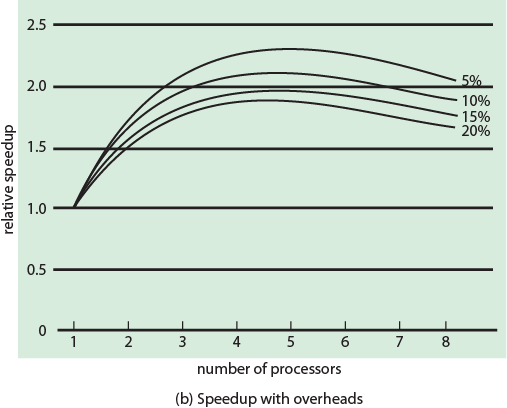 2.5
2.0
1.5
1.0
0.5
0
relative speedup
5%
10%
15%
20%
1 2 3 4 5 6 7 8
number of processors
(b) Speedup with overheads